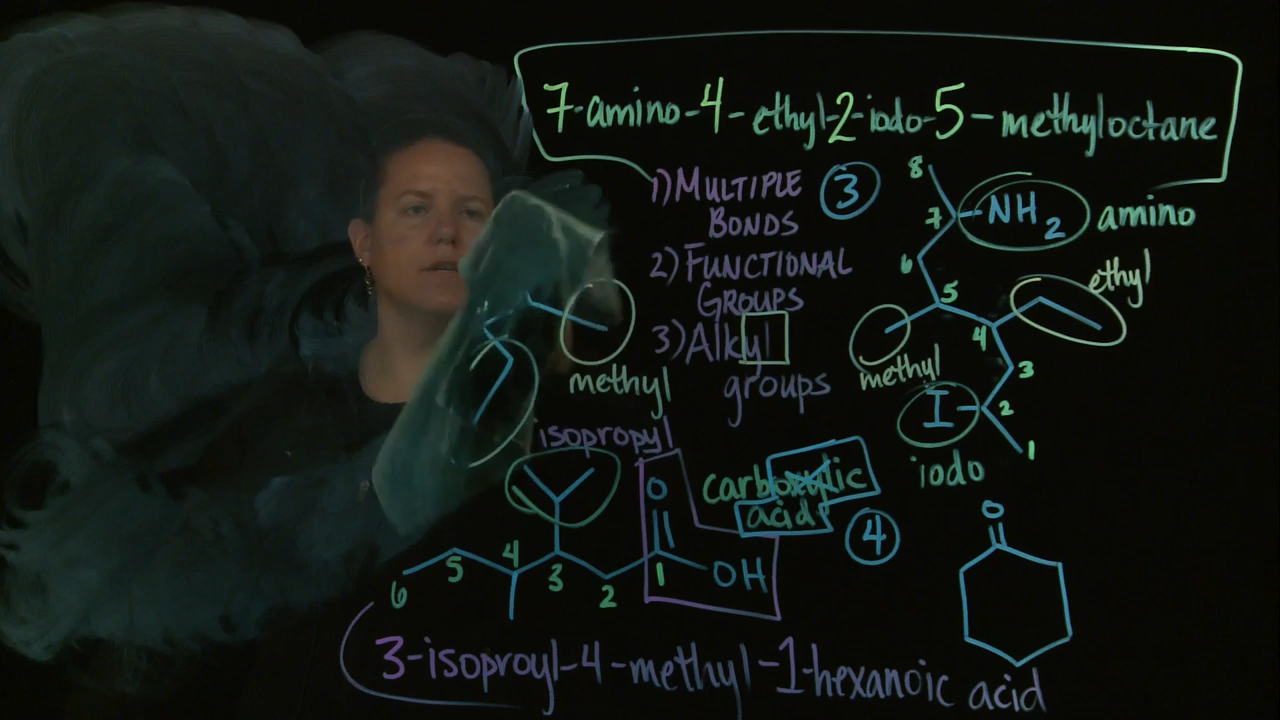 7-amino-4-ethyl-2-iodo-5-methyloctane
1) MULTIPLE
BONDS
2) FUNCTIONAL
GROUPS
3) Alkyl
groups
3
8
7
NH2
amino
6
5
ethyl
4
methyl
3
I
2
1
iodo
methyl
isopropyl
O
carboxylic
acid
4
OH
6
5
4
3
2
1
O
3-isoproyl-4-methyl-1-hexanoic acid